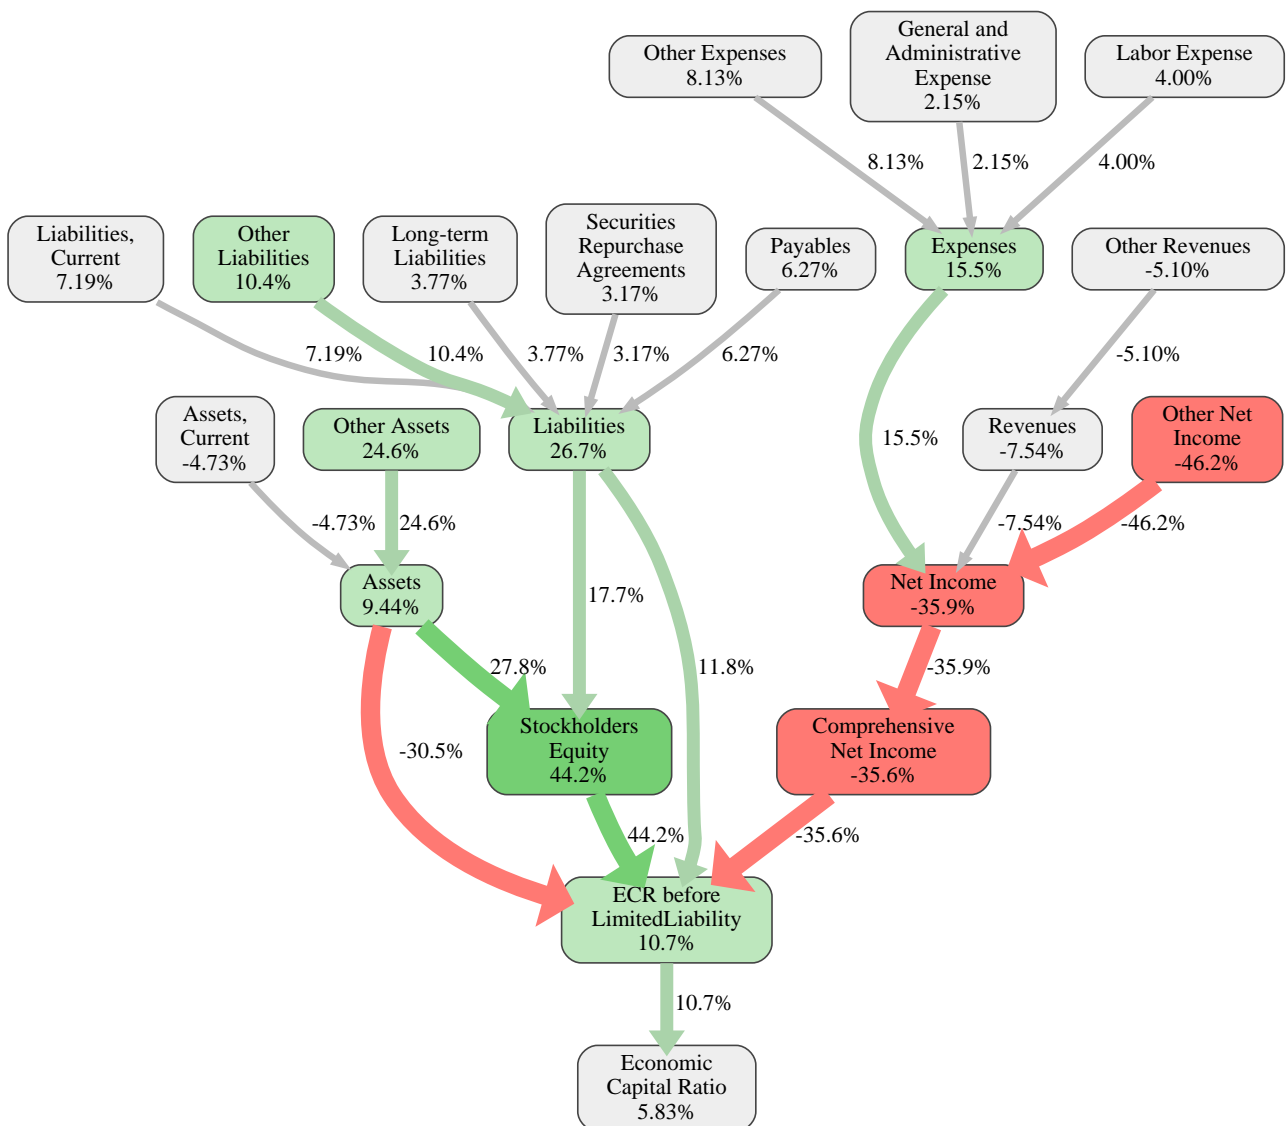 Other Expenses
8.13%
General and
Administrative
Expense
2.15%
Labor Expense
4.00%
8.13%
2.15%
4.00%
Liabilities,
Current
7.19%
Other
Liabilities
10.4%
Long-term
Liabilities
3.77%
Securities
Repurchase
Agreements
3.17%
Payables
6.27%
Expenses
15.5%
Other Revenues
-5.10%
7.19%
10.4%
3.77%
3.17%
6.27%
-5.10%
Assets,
Current
-4.73%
Other Assets
24.6%
Liabilities
26.7%
15.5%
Revenues
-7.54%
Other Net
Income
-46.2%
-4.73%
24.6%
-7.54%
-46.2%
Assets
9.44%
17.7%
Net Income
-35.9%
27.8%
11.8%
-35.9%
-30.5%
Stockholders
Equity
44.2%
Comprehensive
Net Income
-35.6%
44.2%
-35.6%
ECR before
LimitedLiability
10.7%
10.7%
Economic
Capital Ratio
5.83%